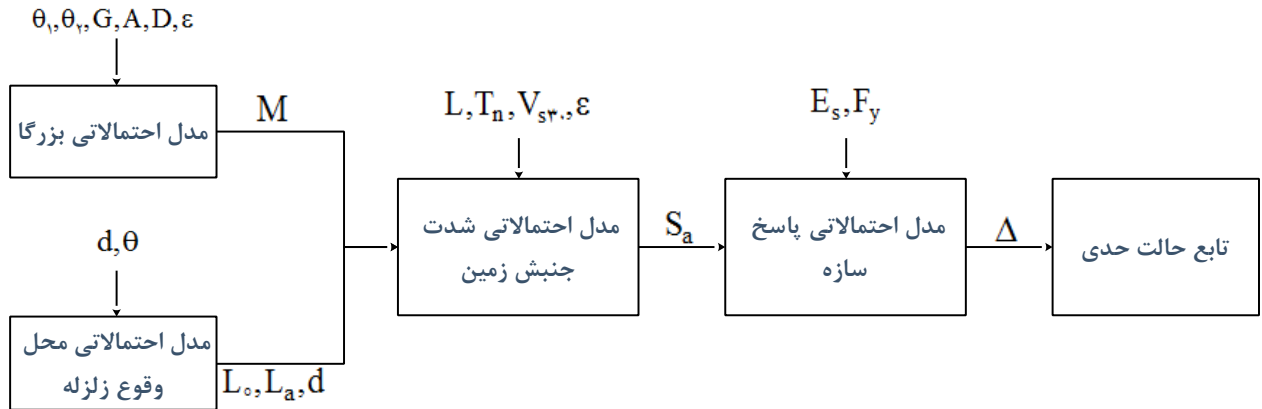 θ۱,θ۲,G,A,D,ε
مدل احتمالاتی بزرگا
M
d,θ
مدل احتمالاتی محل
وقوع زلزله
L۰,La,d
L,Tn,Vs۳۰,ε
مدل احتمالاتی شدت
جنبش زمین
Sa
Es,Fy
مدل احتمالاتی پاسخ
سازه
Δ
تابع حالت حدی